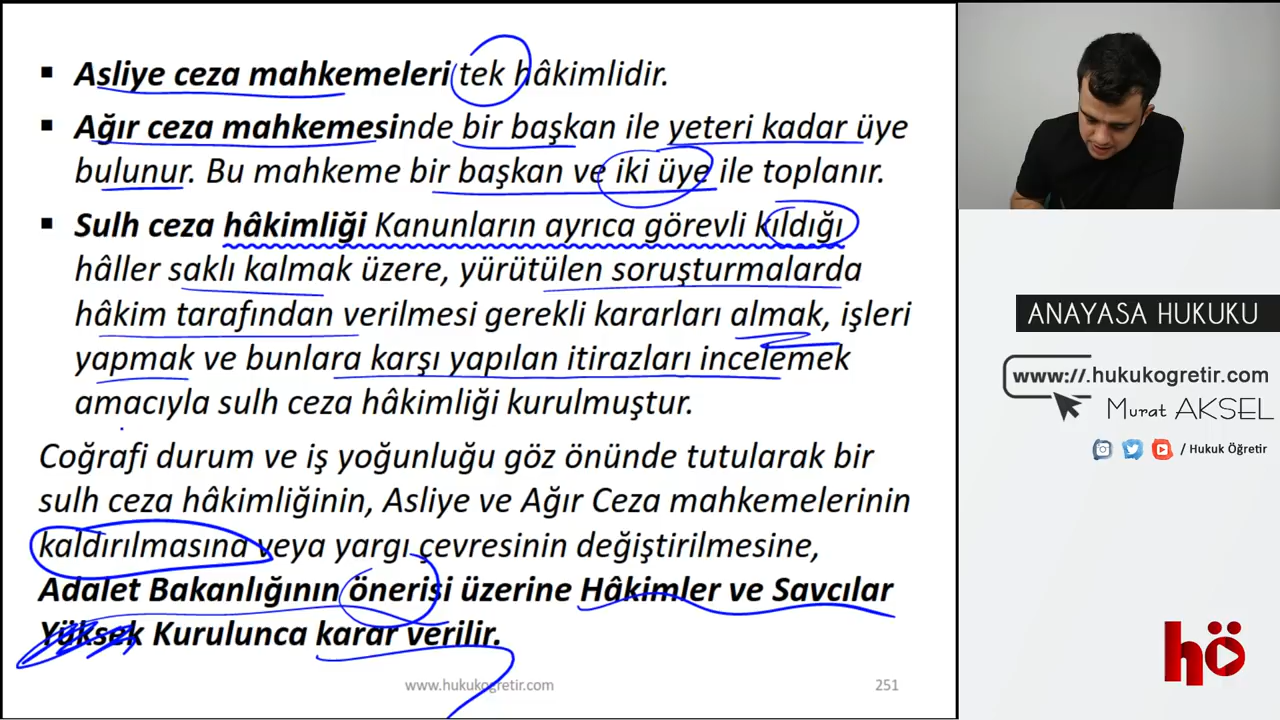 ▪ Asliye ceza mahkemeleri tek hâkimlidir.
▪ Ağır ceza mahkemesinde bir başkan ile yeteri kadar üye
bulunur. Bu mahkeme bir başkan ve iki üye ile toplanır.
▪ Sulh ceza hâkimliği Kanunların ayrıca görevli kıldığı
hâller saklı kalmak üzere, yürütülen soruşturmalarda
hâkim tarafından verilmesi gerekli kararları almak, işleri
yapmak ve bunlara karşı yapılan itirazları incelemek
amacıyla sulh ceza hâkimliği kurulmuştur.
Coğrafi durum ve iş yoğunluğu göz önünde tutularak bir
sulh ceza hâkimliğinin, Asliye ve Ağır Ceza mahkemelerinin
kaldırılmasına veya yargı çevresinin değiştirilmesine,
Adalet Bakanlığının önerisi üzerine Hâkimler ve Savcılar
Yüksek Kurulunca karar verilir.
www.hukukogretir.com
251
ANAYASA HUKUKU
www://.hukukogretir.com
Murat AKSEL
/ Hukuk Öğretir
hö